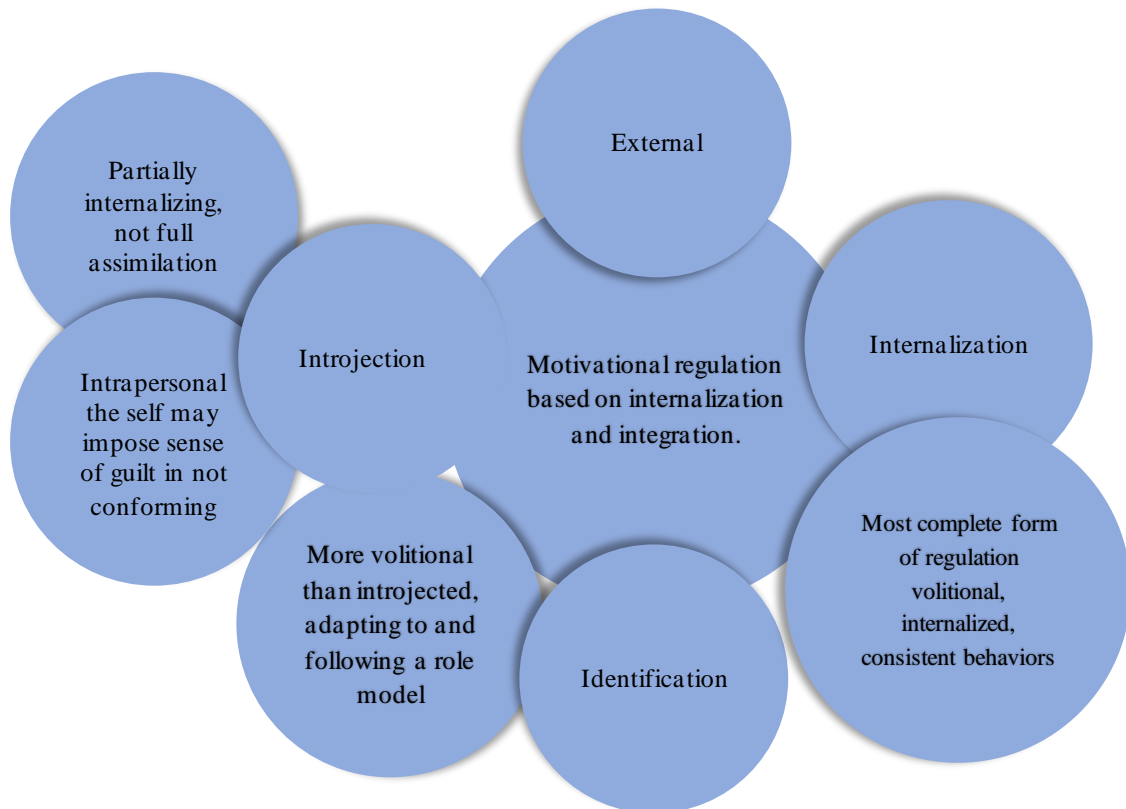 External
Partially
internalizing,
not full
assimilation
Introjection
Intrapersonal
the self may
impose sense
of guilt in not
conforming
Motivational regulation
based on internalization
and integration.
Internalization
Most complete form
of regulation
volitional,
internalized,
consistent behaviors
More volitional
than introjected,
adapting to and
following a role
model
Identification